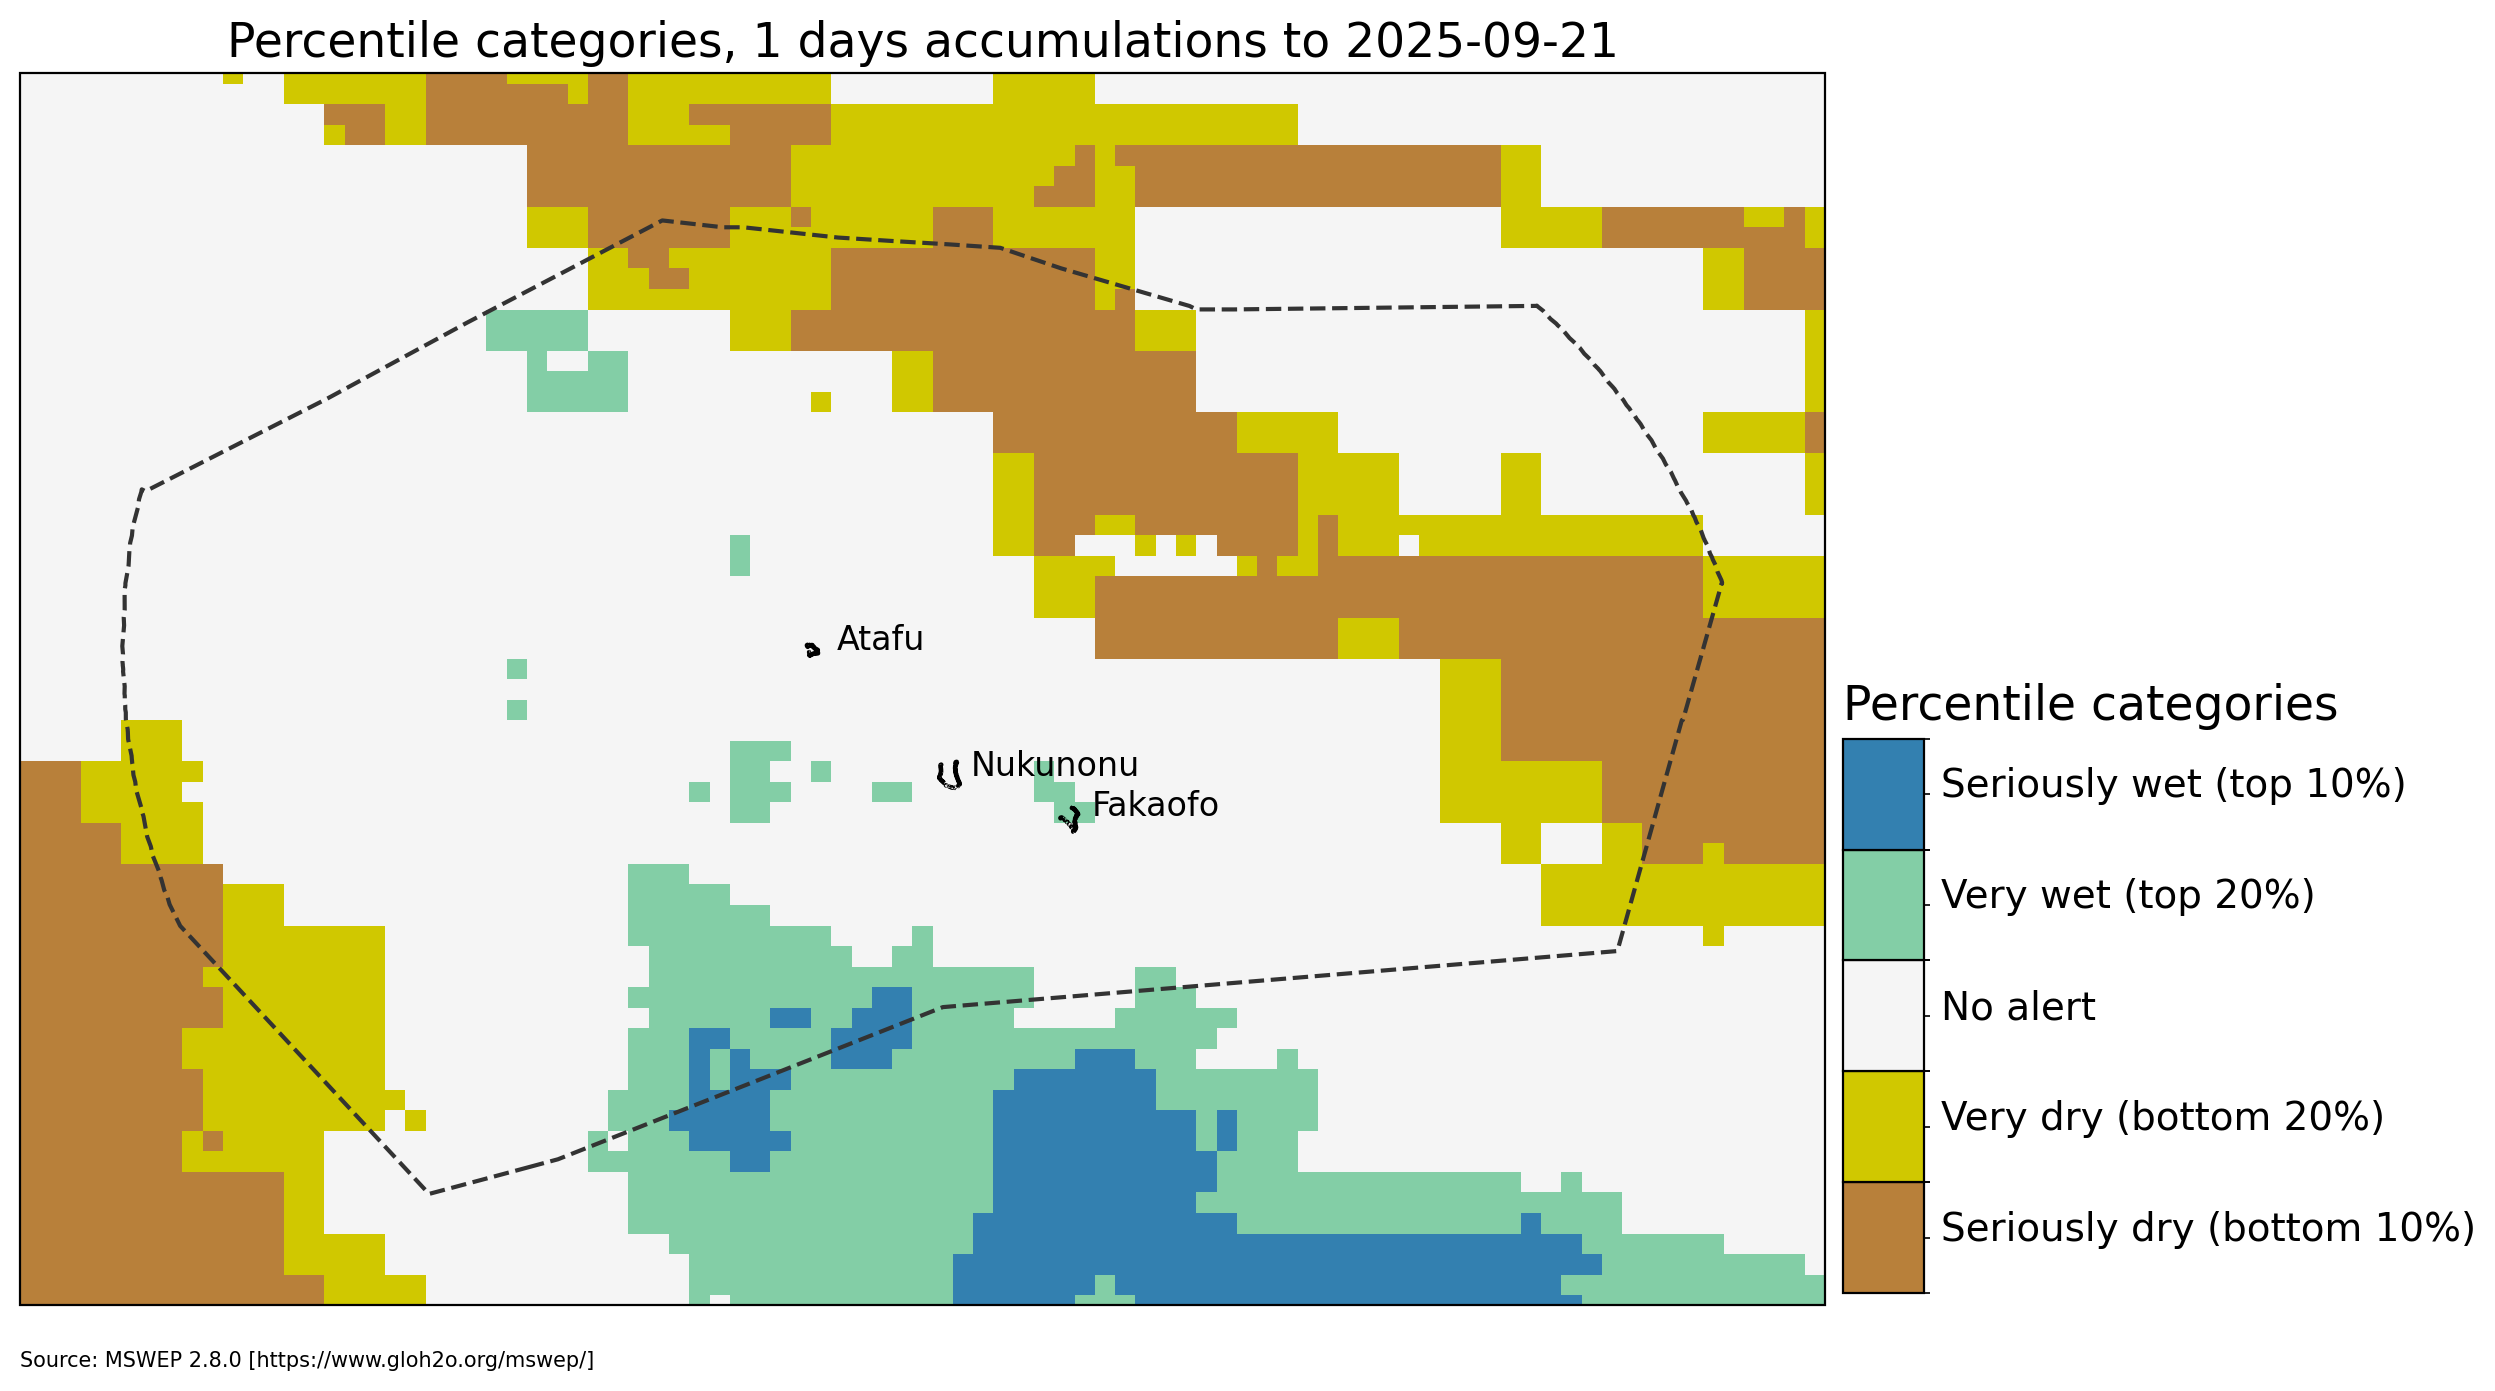 Percentile categories, 1 days accumulations to 2025-09-21
Atafu
Nukunonu
Fakaofo
Percentile categories
Seriously wet (top 10%)
Very wet (top 20%)
No alert
Very dry (bottom 20%)
Seriously dry (bottom 10%)
Source: MSWEP 2.8.0 [https://www.gloh2o.org/mswep/]